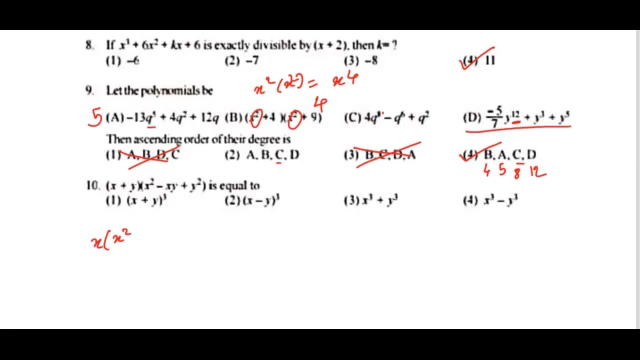 8. If x³ + 6x² + kx + 6 is exactly divisible by (x + 2), then k= ?
(1) –6 (2) –7 (3) –8 (4) 11
9. Let the polynomials be x² (x²) = x4
5 (A) –13q⁵ + 4q² + 12q (B) (x² + 4 )(x² + 9) 4 (C) 4q⁸ – q⁶ + q² (D) –5/7 y¹² + y³ + y⁵
Then ascending order of their degree is
(1) A, B, D, C (2) A, B, C, D (3) B, C, D, A (4) B, A, C, D
4 5 8 12
10. (x + y)(x² – xy + y²) is equal to
(1) (x + y)³ (2) (x – y)³ (3) x³ + y³ (4) x³ – y³
x(x²